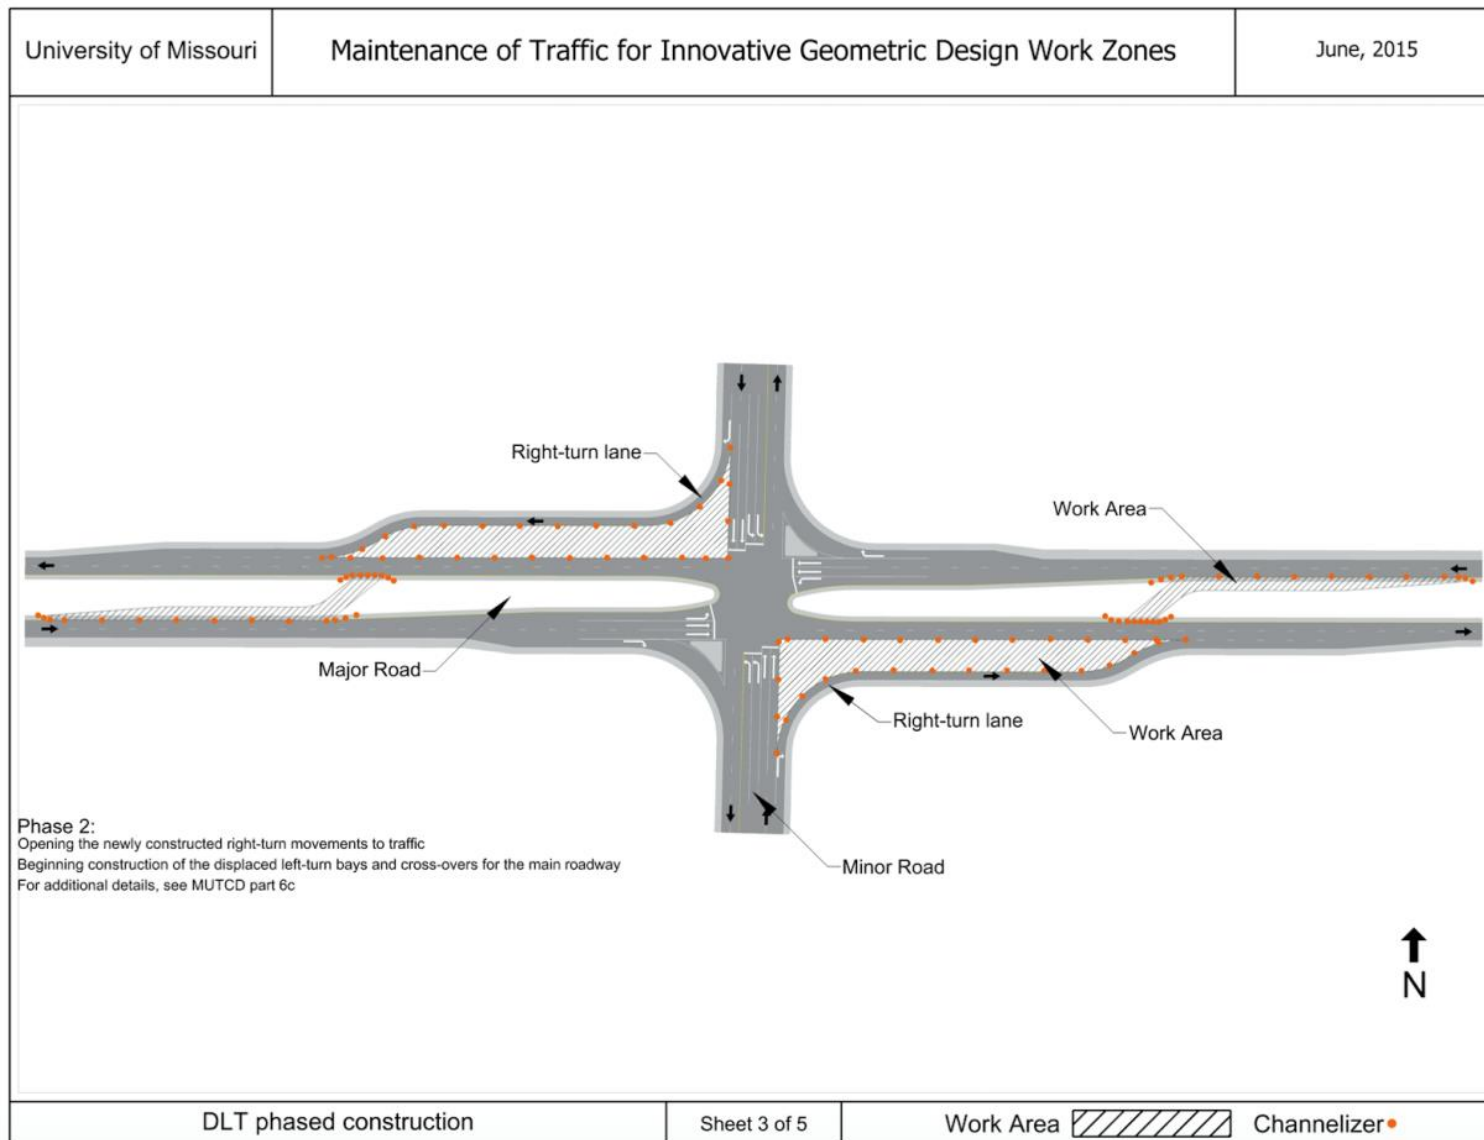 University of Missouri
Maintenance of Traffic for Innovative Geometric Design Work Zones
June, 2015
Right-turn lane
Work Area
Major Road
Right-turn lane
Work Area
Minor Road
Phase 2:
Opening the newly constructed right-turn movements to traffic
Beginning construction of the displaced left-turn bays and cross-overs for the main roadway
For additional details, see MUTCD part 6c
N
DLT phased construction
Sheet 3 of 5
Work Area
Channelizer